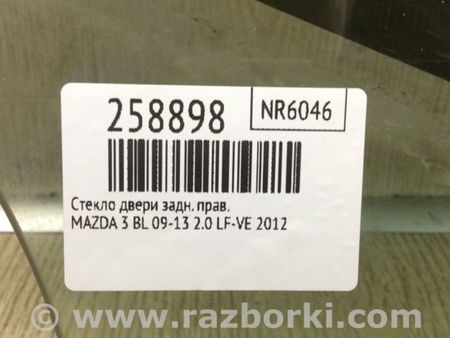 258898
NR6046
Стекло двери задн. прав.
MAZDA 3 BL 09-13 2.0 LF-VE 2012
© www.razborki.com